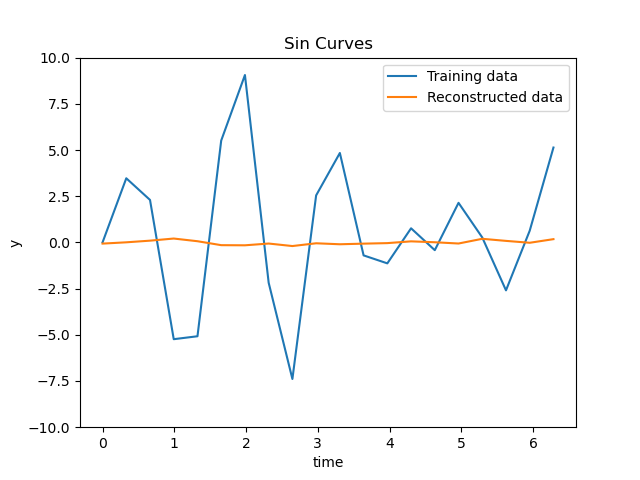 Sin Curves
Training data
Reconstructed data
10.0
7.5
5.0
2.5
0.0
−2.5
−5.0
−7.5
−10.0
y
0 1 2 3 4 5 6
time